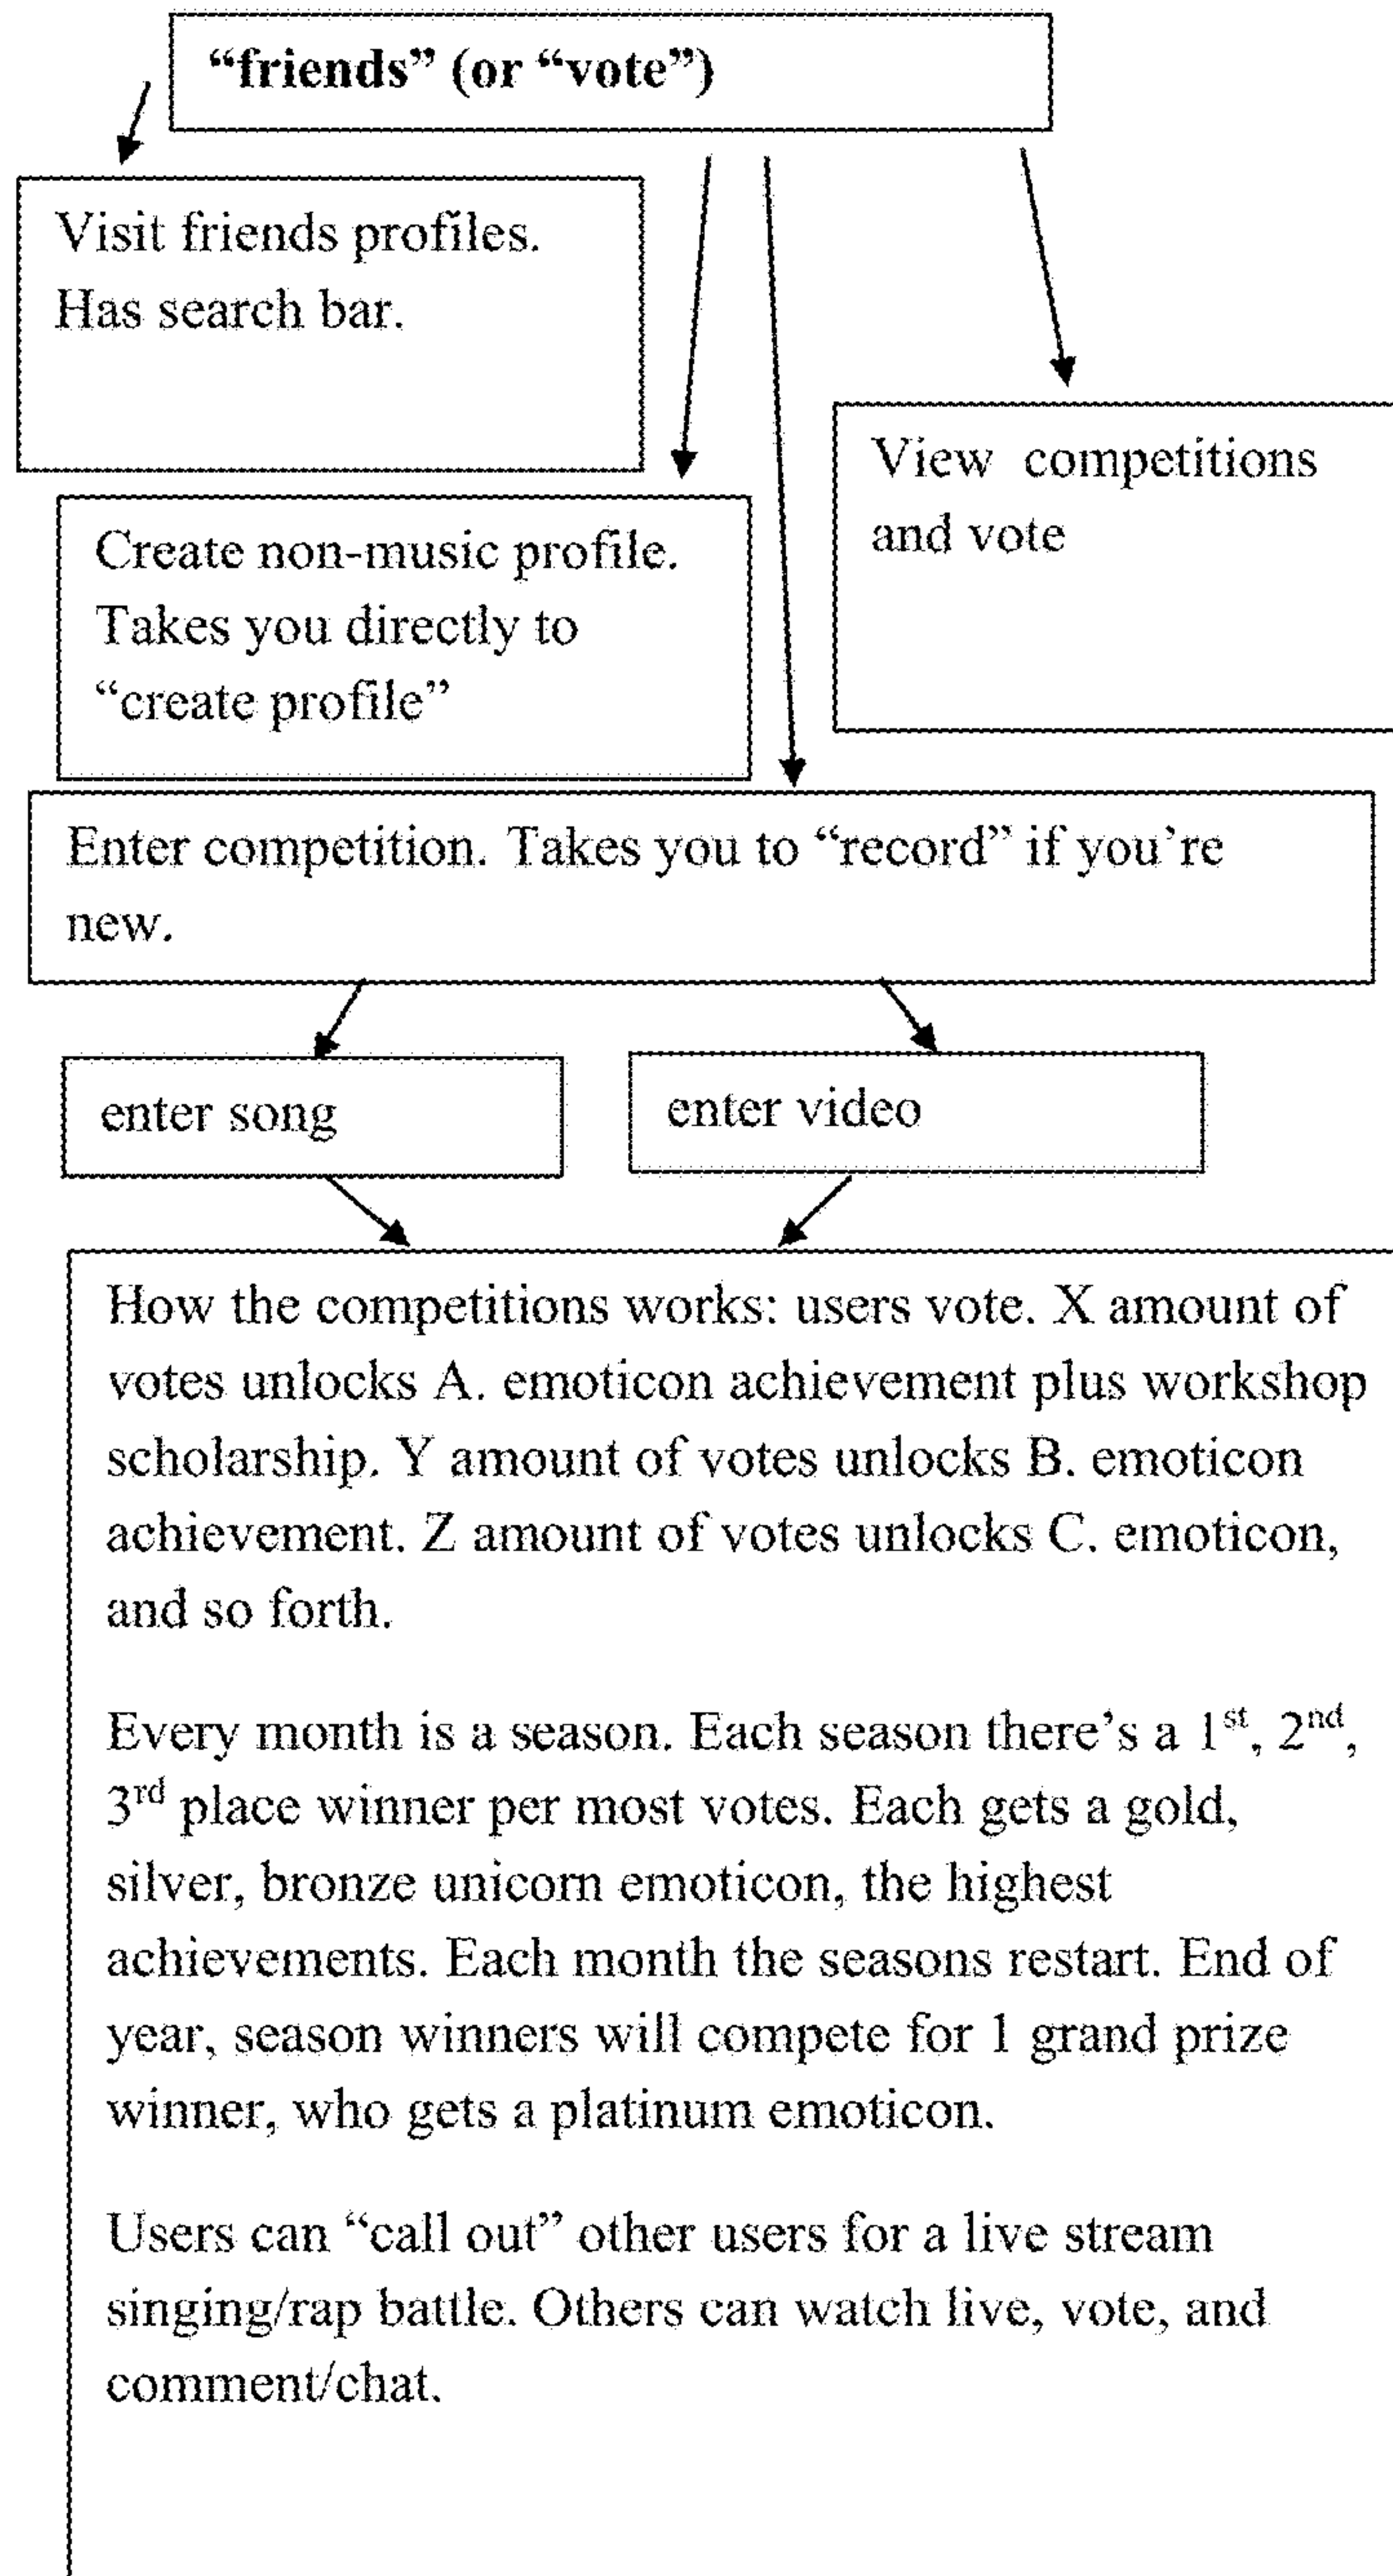 “friends” (or “vote”)
Visit friends profiles.
Has search bar.
View competitions
and vote
Create non-music profile.
Takes you directly to
“create profile”
Enter competition. Takes you to “record” if you’re
new.
enter song
enter video
How the competitions works: users vote. X amount of
votes unlocks A. emoticon achievement plus workshop
scholarship. Y amount of votes unlocks B. emoticon
achievement. Z amount of votes unlocks C. emoticon,
and so forth.
Every month is a season. Each season there’s a 1st, 2nd,
3rd place winner per most votes. Each gets a gold,
silver, bronze unicorn emoticon, the highest
achievements. Each month the seasons restart. End of
year, season winners will compete for 1 grand prize
winner, who gets a platinum emoticon.
Users can “call out” other users for a live stream
singing/rap battle. Others can watch live, vote, and
comment/chat.